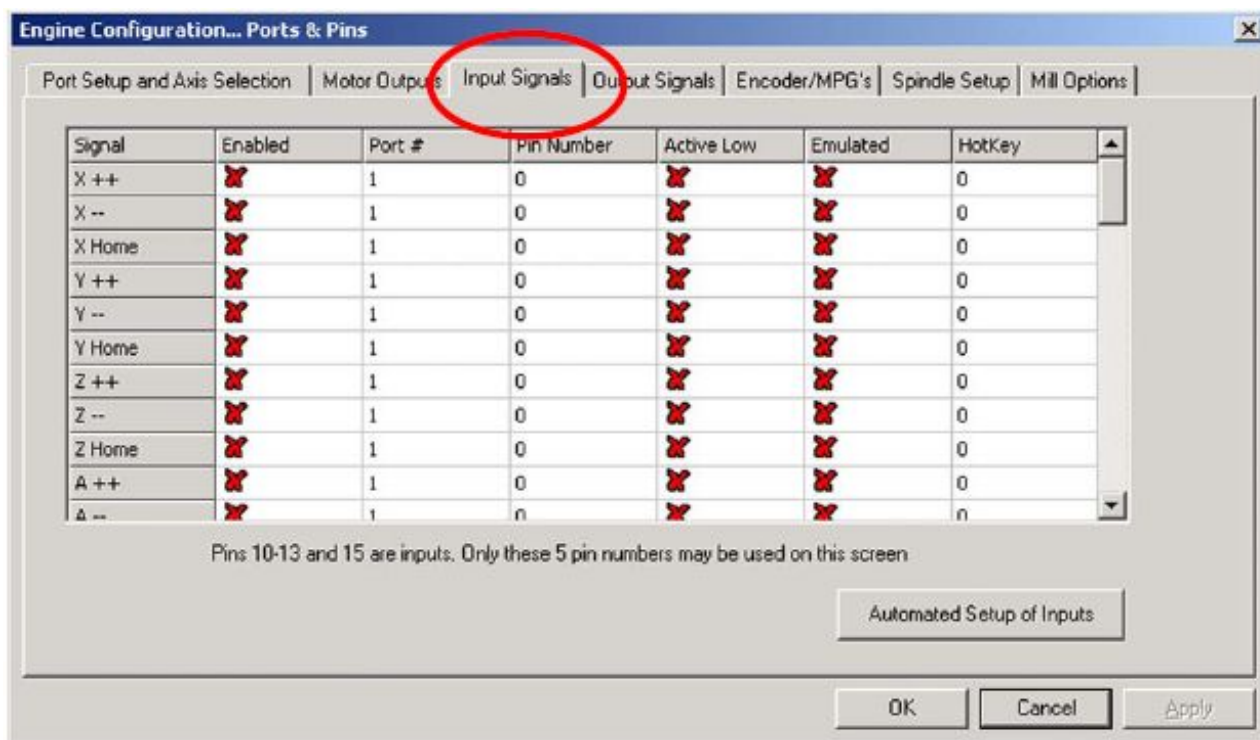 Engine Configuration... Ports & Pins
Port Setup and Axis Selection Motor Outputs Input Signals Output Signals Encoder/MPG's Spindle Setup Mill Options
Signal Enabled Port # Pin Number Active Low Emulated HotKey
X ++ 1 0 0
X -- 1 0 0
X Home 1 0 0
Y ++ 1 0 0
Y -- 1 0 0
Y Home 1 0 0
Z ++ 1 0 0
Z -- 1 0 0
Z Home 1 0 0
A ++ 1 0 0
A -- 1 0 0
Pins 10-13 and 15 are inputs. Only these 5 pin numbers may be used on this screen
Automated Setup of Inputs
OK Cancel Apply